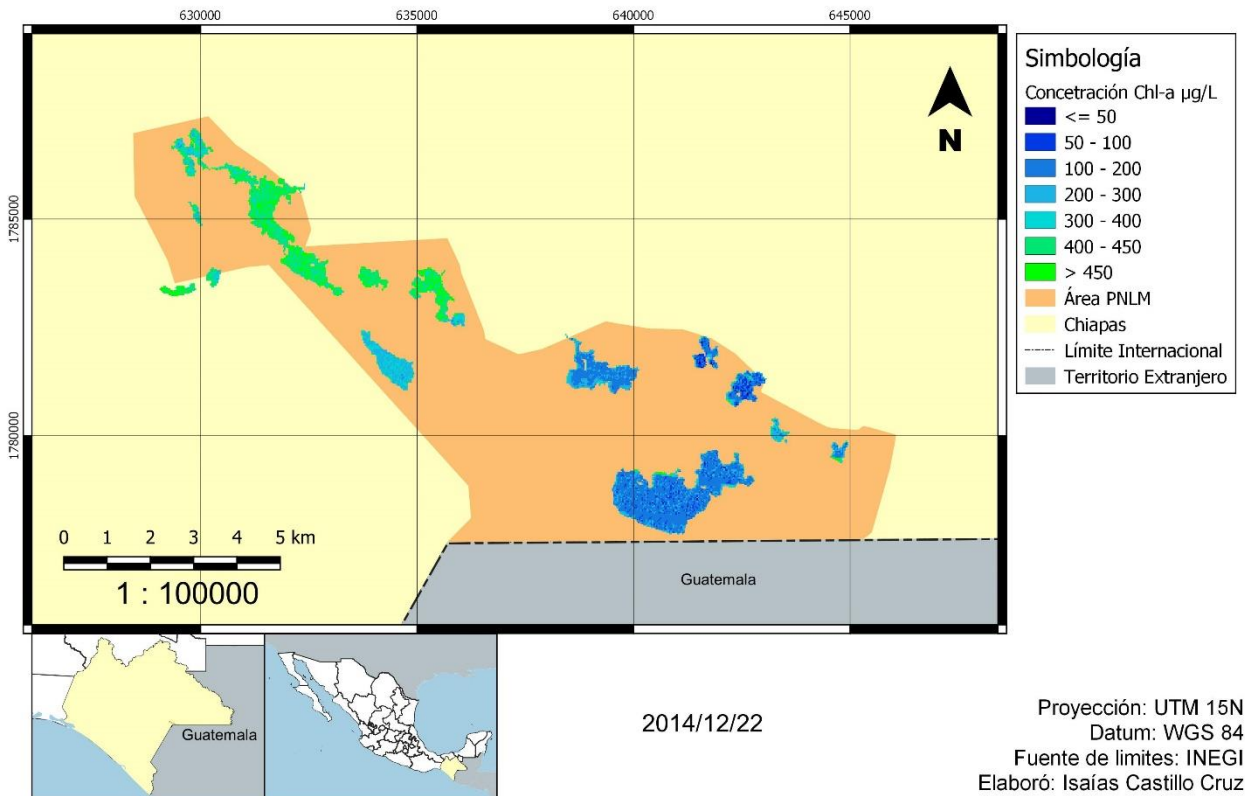 630000
635000
640000
645000
1785000
1780000
N
Guatemala
0 1 2 3 4 5 km
1 : 100000
Simbología
Concetración Chl-a µg/L
<= 50
50 - 100
100 - 200
200 - 300
300 - 400
400 - 450
> 450
Área PNLM
Chiapas
Límite Internacional
Territorio Extranjero
Guatemala
2014/12/22
Proyección: UTM 15N
Datum: WGS 84
Fuente de limites: INEGI
Elaboró: Isaías Castillo Cruz